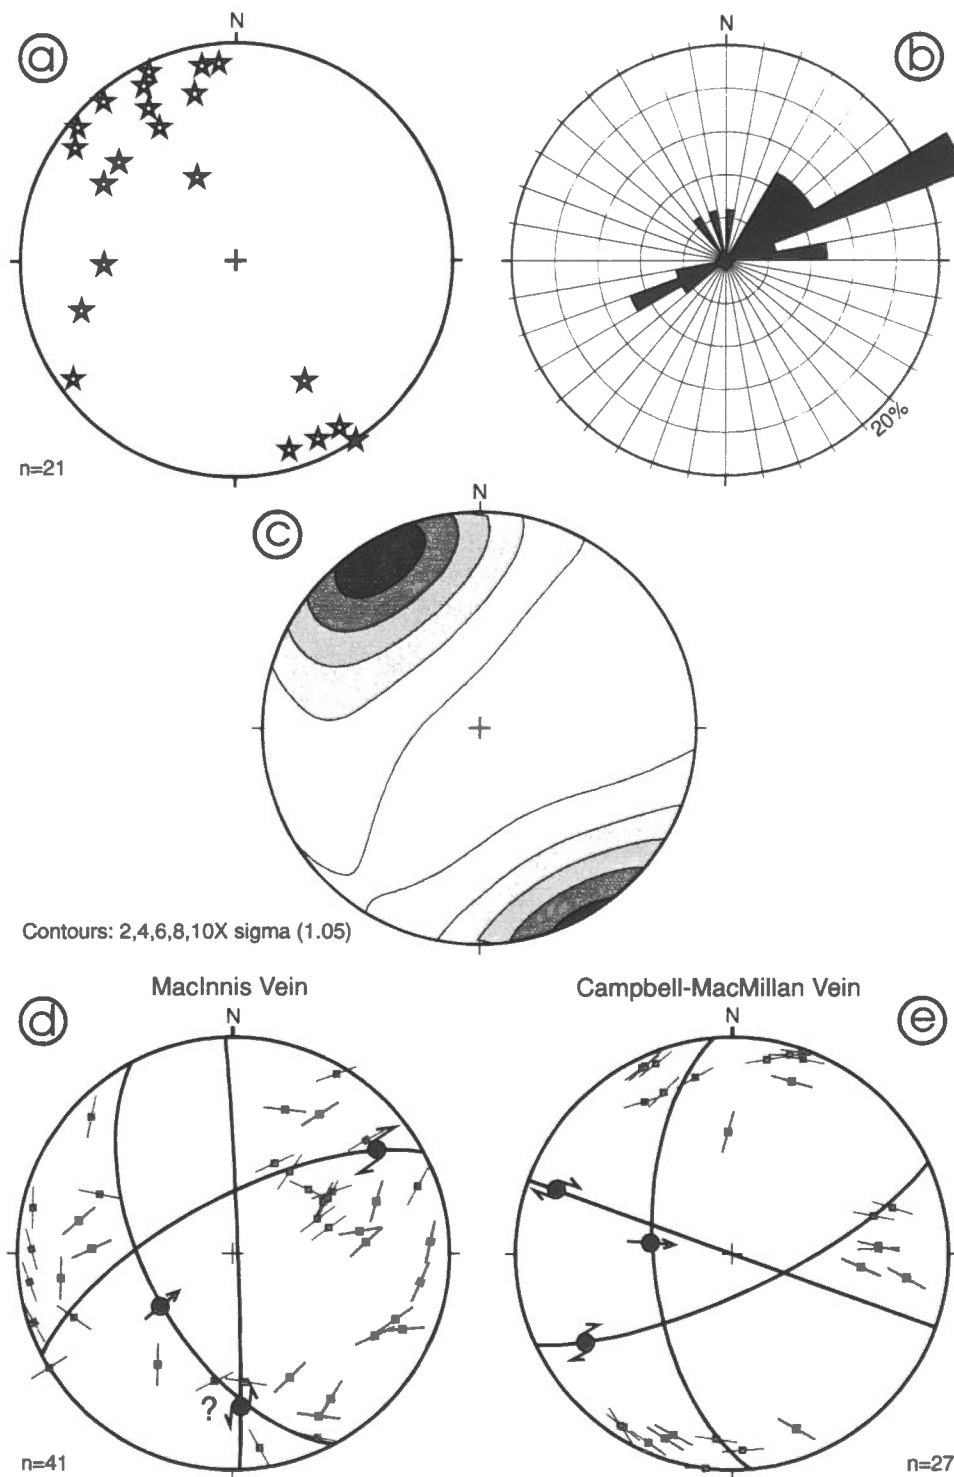 a
N
n=21
b
N
20%
c
N
Contours: 2,4,6,8,10X sigma (1.05)
MacInnis Vein
d
N
?
n=41
Campbell-MacMillan Vein
e
N
n=27